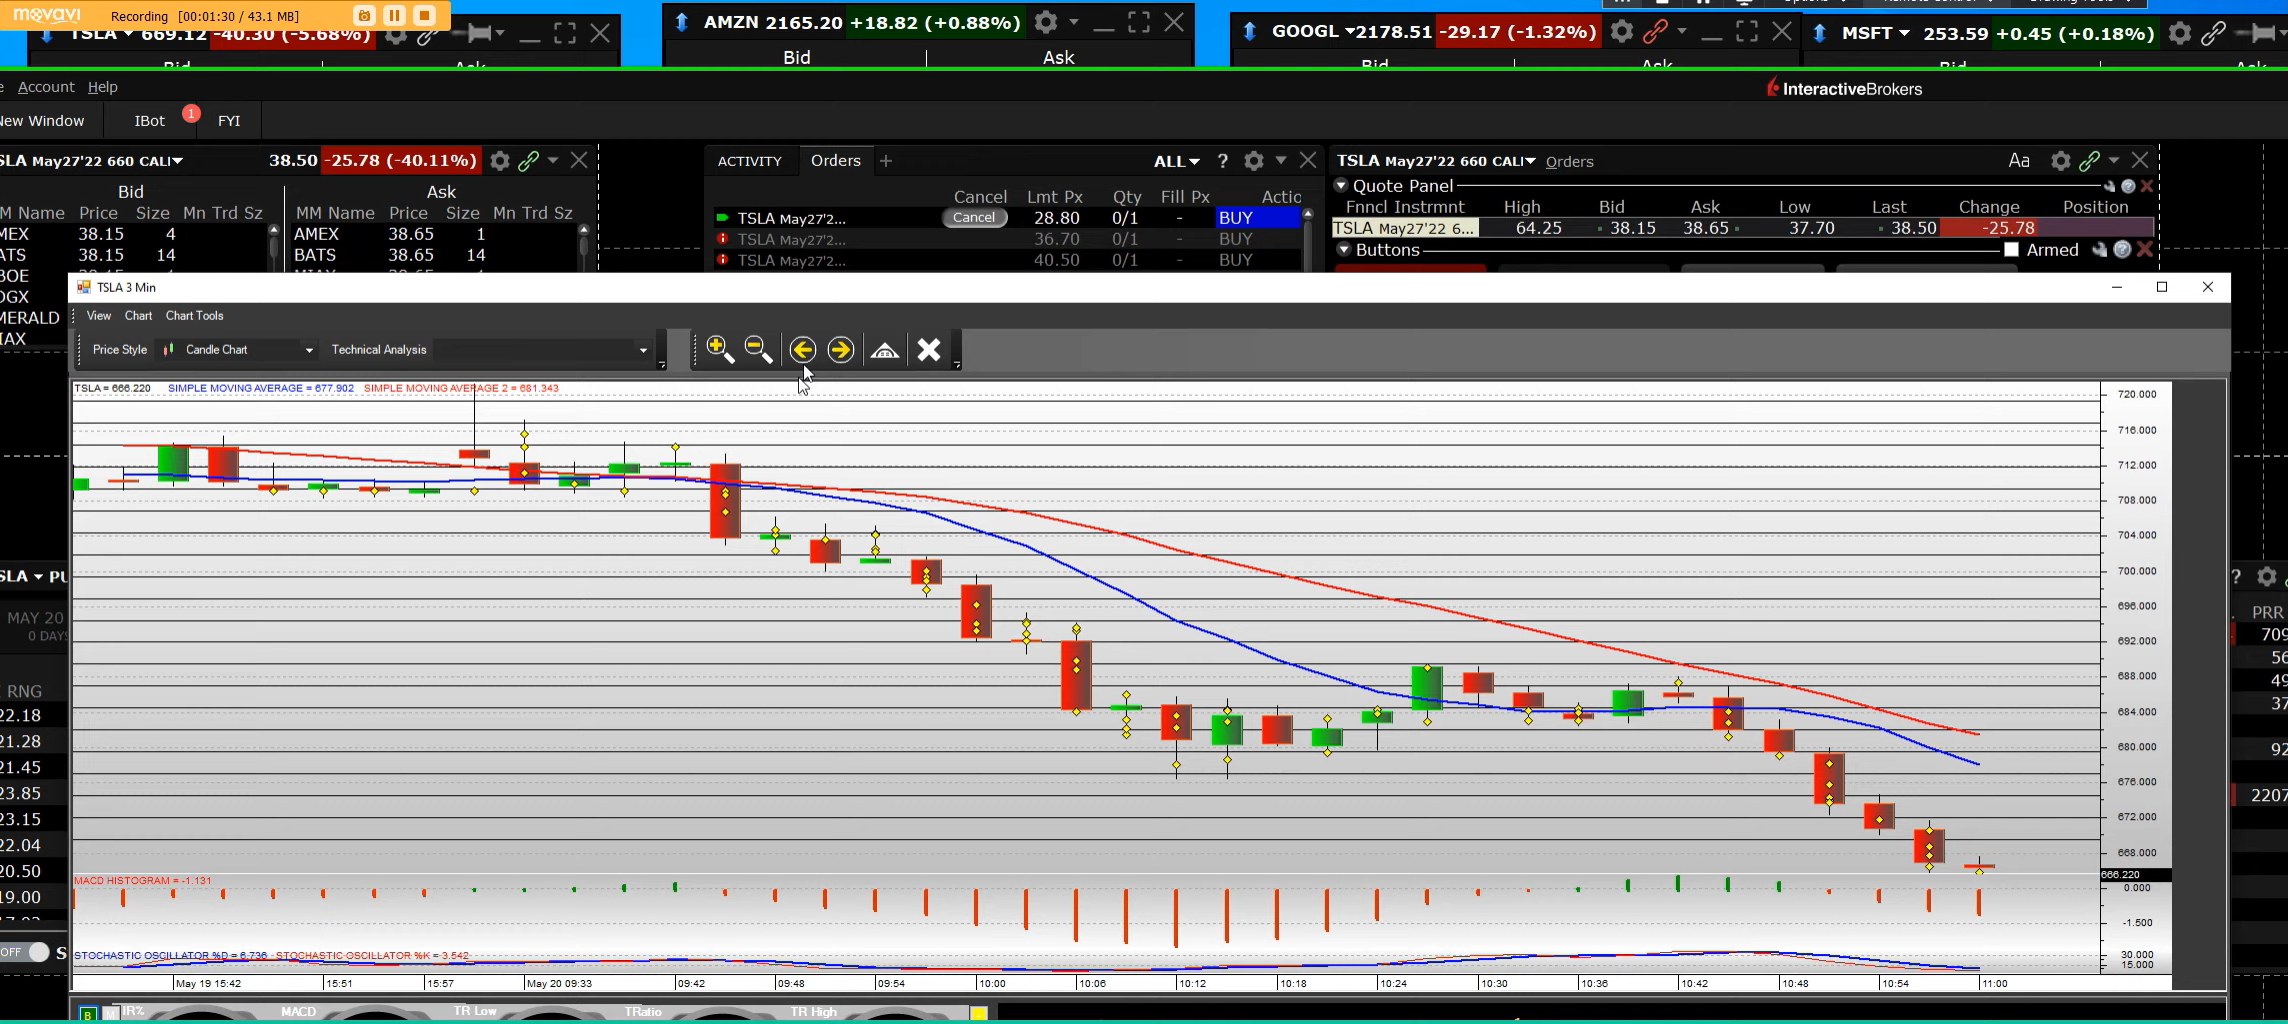 movavi Recording [00:01:30 / 43.1 MB]
TSLA 669.12 -40.30 (-5.68%)
AMZN 2165.20 +18.82 (+0.88%)
GOOGL 2178.51 -29.17 (-1.32%)
MSFT 253.59 +0.45 (+0.18%)
Bid Ask
Bid Ask
Bid Ask
Bid Ask
e Account Help
InteractiveBrokers
New Window IBot 1 FYI
SLA May27'22 660 CALL 38.50 -25.78 (-40.11%)
Bid Ask
M Name Price Size Mn Trd Sz MM Name Price Size Mn Trd Sz
MEX 38.15 4 AMEX 38.65 1
ATS 38.15 14 BATS 38.65 14
BOE
DGX
MERALD
IAX
ACTIVITY Orders + ALL ?
Cancel Lmt Px Qty Fill Px Actic
TSLA May27'2... Cancel 28.80 0/1 - BUY
TSLA May27'2... 36.70 0/1 - BUY
TSLA May27'2... 40.50 0/1 - BUY
TSLA May27'22 660 CALL Orders Aa
Quote Panel
Fnncl Instrmnt High Bid Ask Low Last Change Position
TSLA May27'22 6... 64.25 38.15 38.65 37.70 38.50 -25.78
Buttons Armed
TSLA 3 Min
View Chart Chart Tools
Price Style Candle Chart Technical Analysis
TSLA = 666.220 SIMPLE MOVING AVERAGE = 677.902 SIMPLE MOVING AVERAGE 2 = 681.343
720.000
716.000
712.000
708.000
704.000
700.000
696.000
692.000
688.000
684.000
680.000
676.000
672.000
668.000
666.220
MACD HISTOGRAM = -1.131
0.000
-1.500
STOCHASTIC OSCILLATOR %D = 6.736 STOCHASTIC OSCILLATOR %K = 3.542
30.000
15.000
May 19 15:42 15:51 15:57 May 20 09:33 09:42 09:48 09:54 10:00 10:06 10:12 10:18 10:24 10:30 10:36 10:42 10:48 10:54 11:00
SLA PU
MAY 20
0 DAYS
RNG
22.18
21.28
21.45
23.85
23.15
22.04
20.50
19.00
OFF S
?
PRR
709
56
49
37
92
2207
B IR% MACD TR Low TRatio TR High